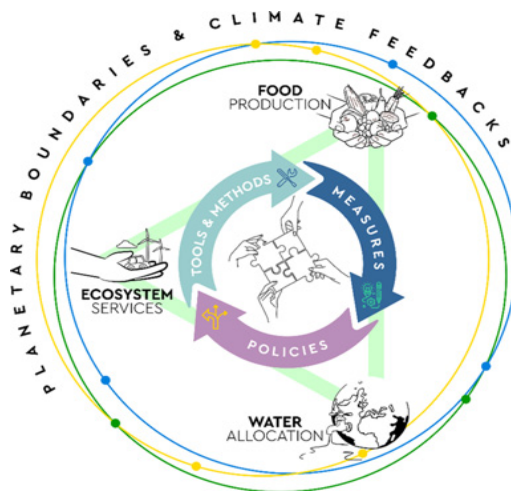 PLANETARY BOUNDARIES & CLIMATE FEEDBACKS
FOOD
PRODUCTION
TOOLS & METHODS
MEASURES
ECOSYSTEM
SERVICES
POLICIES
WATER
ALLOCATION